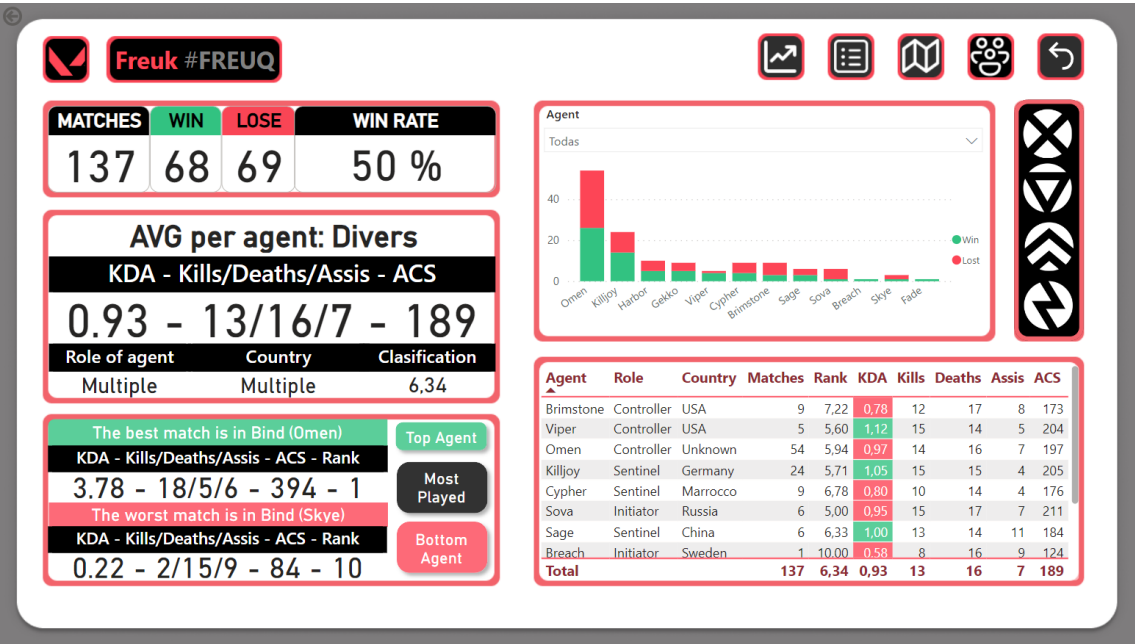 Freuk #FREUQ
MATCHES WIN LOSE WIN RATE
137 68 69 50 %
AVG per agent: Divers
KDA - Kills/Deaths/Assis - ACS
0.93 - 13/16/7 - 189
Role of agent Country Clasification
Multiple Multiple 6,34
The best match is in Bind (Omen)
KDA - Kills/Deaths/Assis - ACS - Rank
3.78 - 18/5/6 - 394 - 1
The worst match is in Bind (Skye)
KDA - Kills/Deaths/Assis - ACS - Rank
0.22 - 2/15/9 - 84 - 10
Top Agent
Most
Played
Bottom
Agent
Agent
Todas
40
20
0
Omen Killjoy Harbor Gekko Viper Cypher Brimstone Sage Sova Breach Skye Fade
Win
Lost
Agent Role Country Matches Rank KDA Kills Deaths Assis ACS
Brimstone Controller USA 9 7,22 0,78 12 17 8 173
Viper Controller USA 5 5,60 1,12 15 14 5 204
Omen Controller Unknown 54 5,94 0,97 14 16 7 197
Killjoy Sentinel Germany 24 5,71 1,05 15 15 4 205
Cypher Sentinel Marrocco 9 6,78 0,80 10 14 4 176
Sova Initiator Russia 6 5,00 0,95 15 17 7 211
Sage Sentinel China 6 6,33 1,00 13 14 11 184
Breach Initiator Sweden 1 10,00 0,58 8 16 9 124
Total 137 6,34 0,93 13 16 7 189